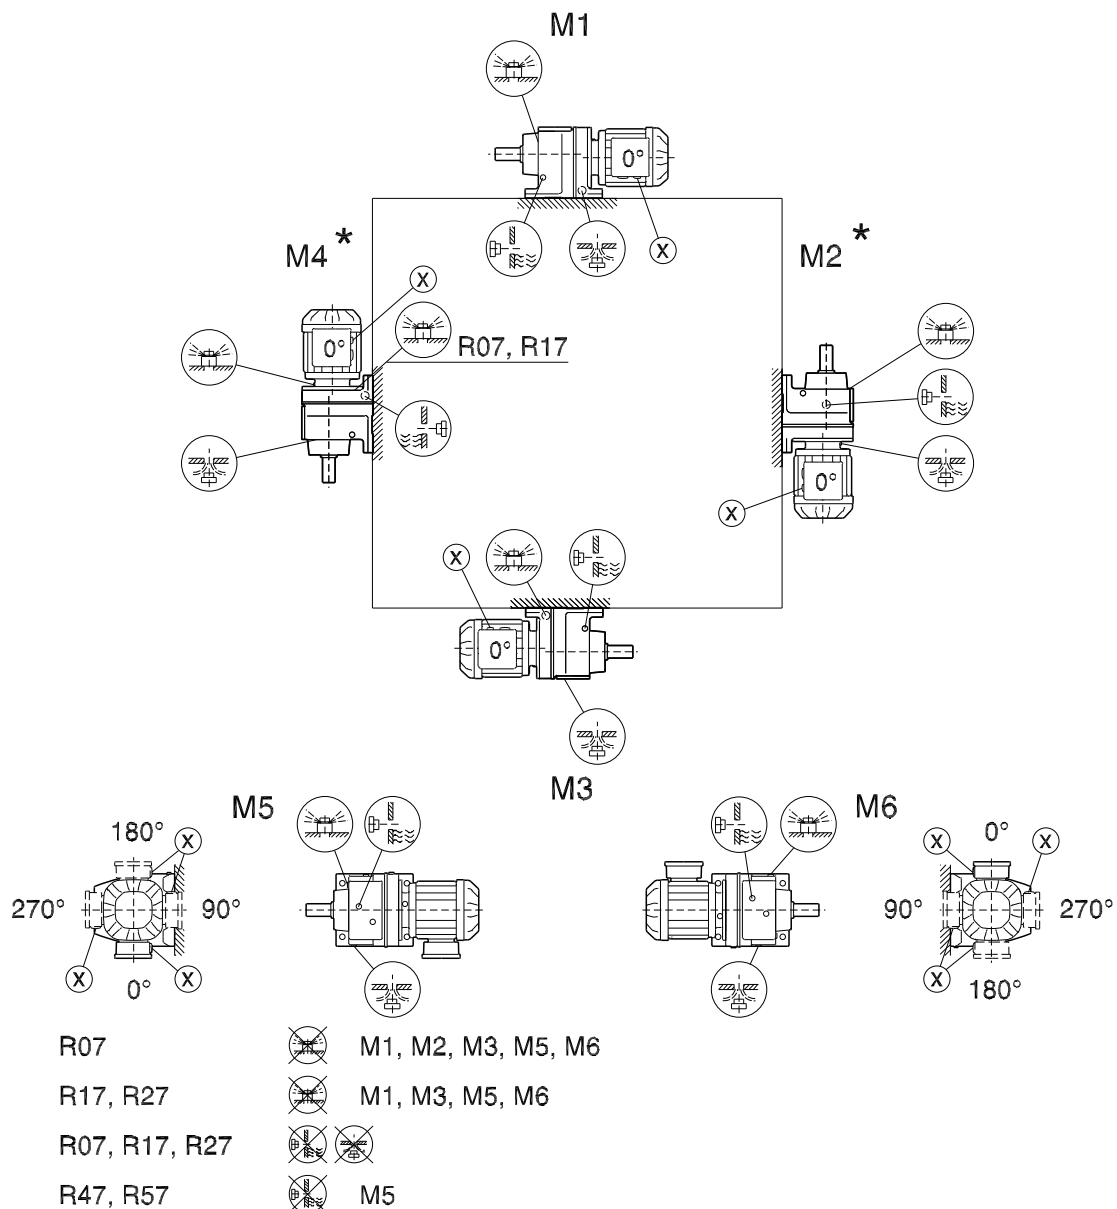 M1
0°
X
M4 *
M2 *
X
0°
R07, R17
0°
X
X
0°
M3
M5
M6
180°
X
270°
90°
X
0°
X
X
0°
X
90°
270°
X
180°
R07 M1, M2, M3, M5, M6
R17, R27 M1, M3, M5, M6
R07, R17, R27
R47, R57 M5